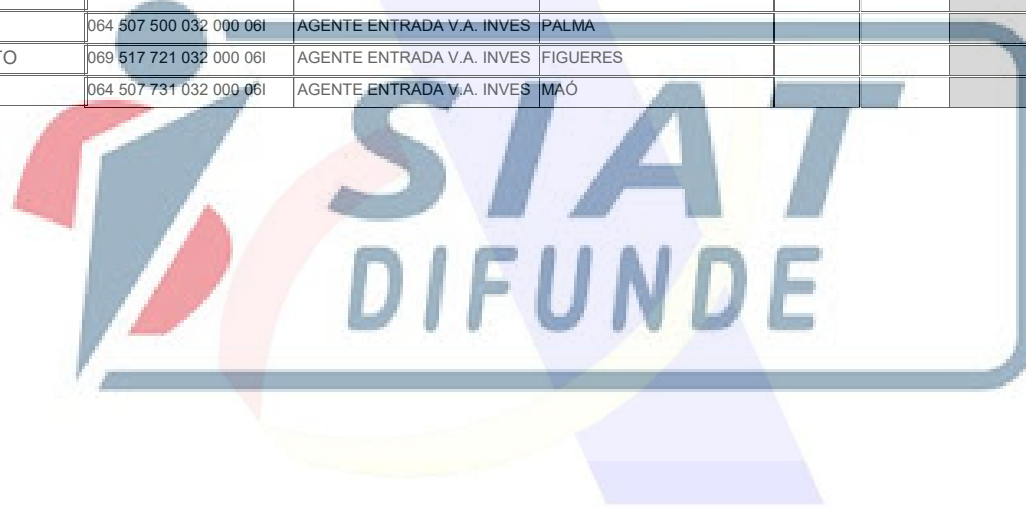 064 507 500 032 000 06I AGENTE ENTRADA V.A. INVES PALMA
TO 069 517 721 032 000 06I AGENTE ENTRADA V.A. INVES FIGUERES
064 507 731 032 000 06I AGENTE ENTRADA V.A. INVES MAÓ
SIAT
DIFUNDE